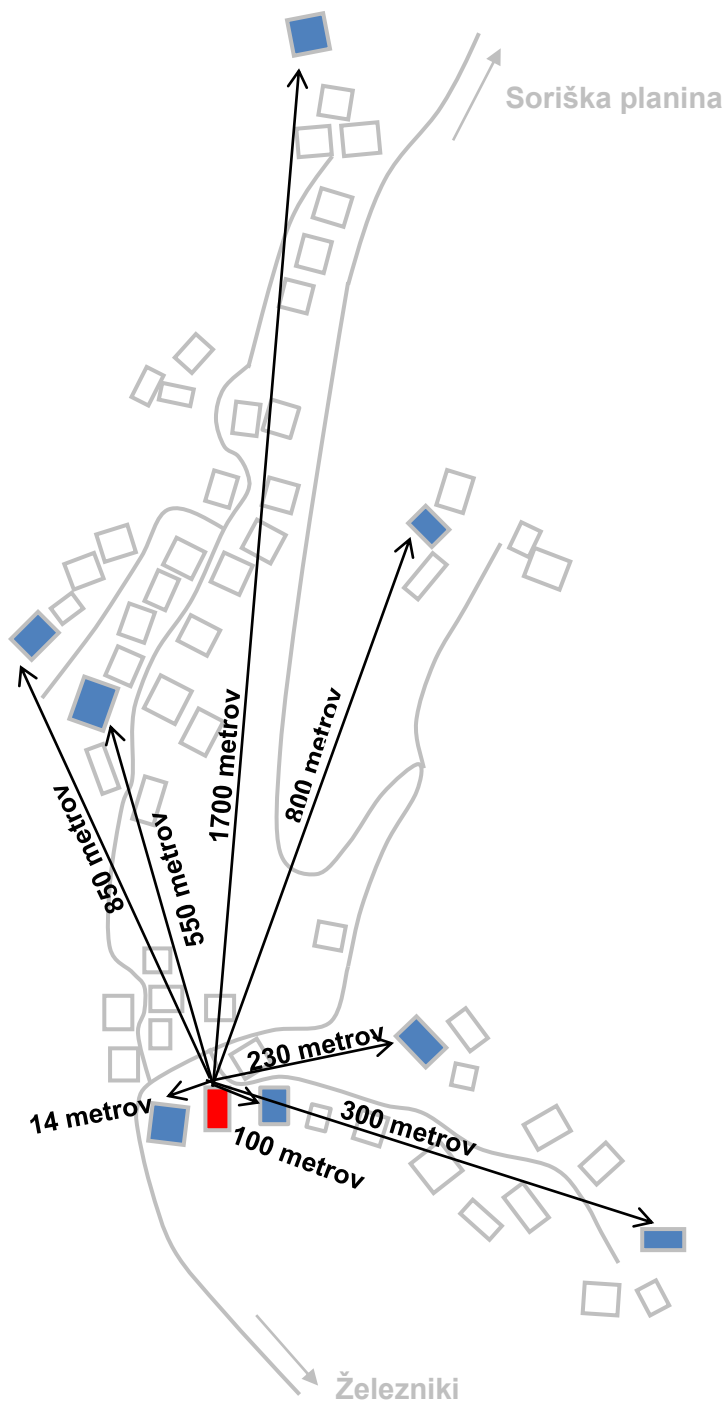 Soriška planina
1700 metrov
800 metrov
850 metrov
550 metrov
230 metrov
14 metrov
300 metrov
100 metrov
Železniki